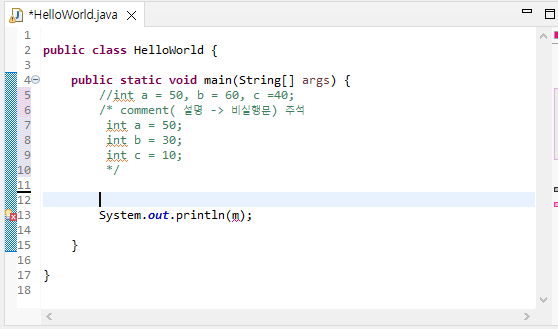 *HelloWorld.java
1
2 public class HelloWorld {
3
4 public static void main(String[] args) {
5 //int a = 50, b = 60, c =40;
6 /* comment( 설명 -> 비실행문) 주석
7 int a = 50;
8 int b = 30;
9 int c = 10;
10 */
11
12
13 System.out.println(m);
14
15 }
16
17 }
18